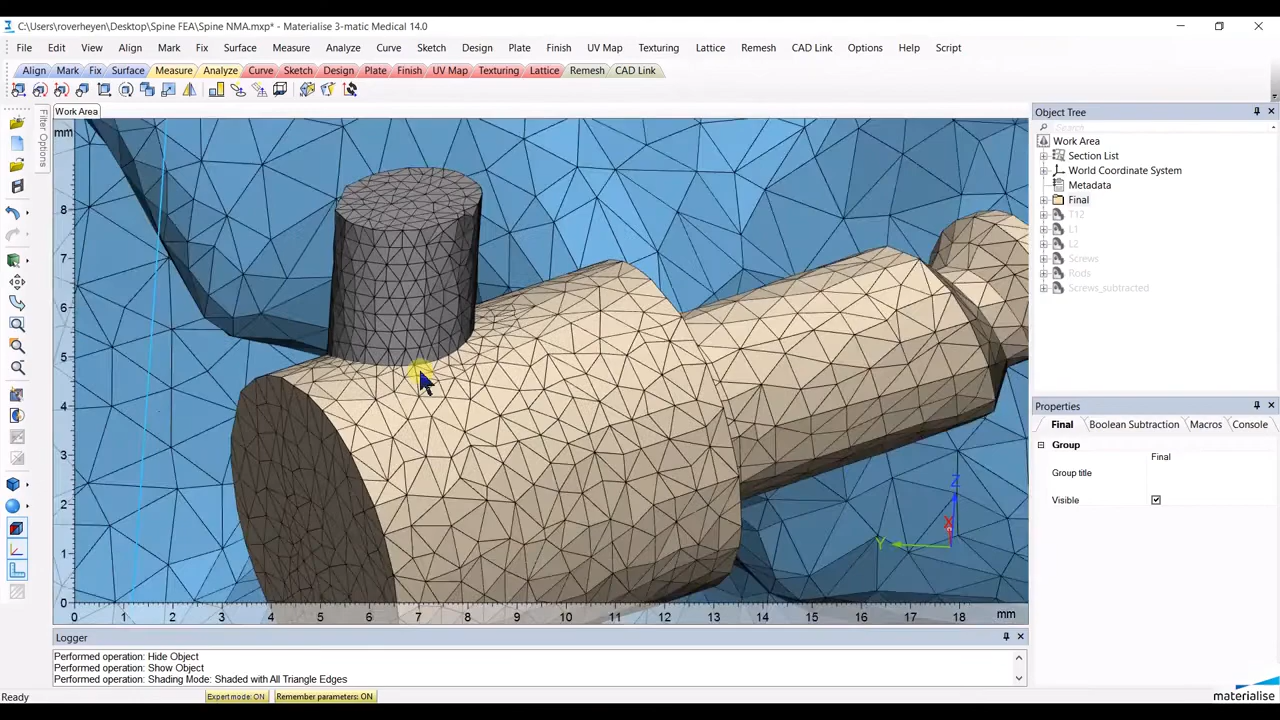 C:\Users\roverheyen\Desktop\Spine FEA\Spine NMA.mxp* - Materialise 3-matic Medical 14.0
File Edit View Align Mark Fix Surface Measure Analyze Curve Sketch Design Plate Finish UV Map Texturing Lattice Remesh CAD Link Options Help Script
Align Mark Fix Surface Measure Analyze Curve Sketch Design Plate Finish UV Map Texturing Lattice Remesh CAD Link
Filter Options
Work Area
mm
8
7
6
5
4
3
2
1
0
0 1 2 3 4 5 6 7 8 9 10 11 12 13 14 15 16 17 18 mm
Z
X
Y
Object Tree
Search
Work Area
Section List
World Coordinate System
Metadata
Final
T12
L1
L2
Screws
Rods
Screws_subtracted
Properties
Final Boolean Subtraction Macros Console
Group
Group title Final
Visible
Logger
Performed operation: Hide Object
Performed operation: Show Object
Performed operation: Shading Mode: Shaded with All Triangle Edges
Ready Expert mode: ON Remember parameters: ON
materialise